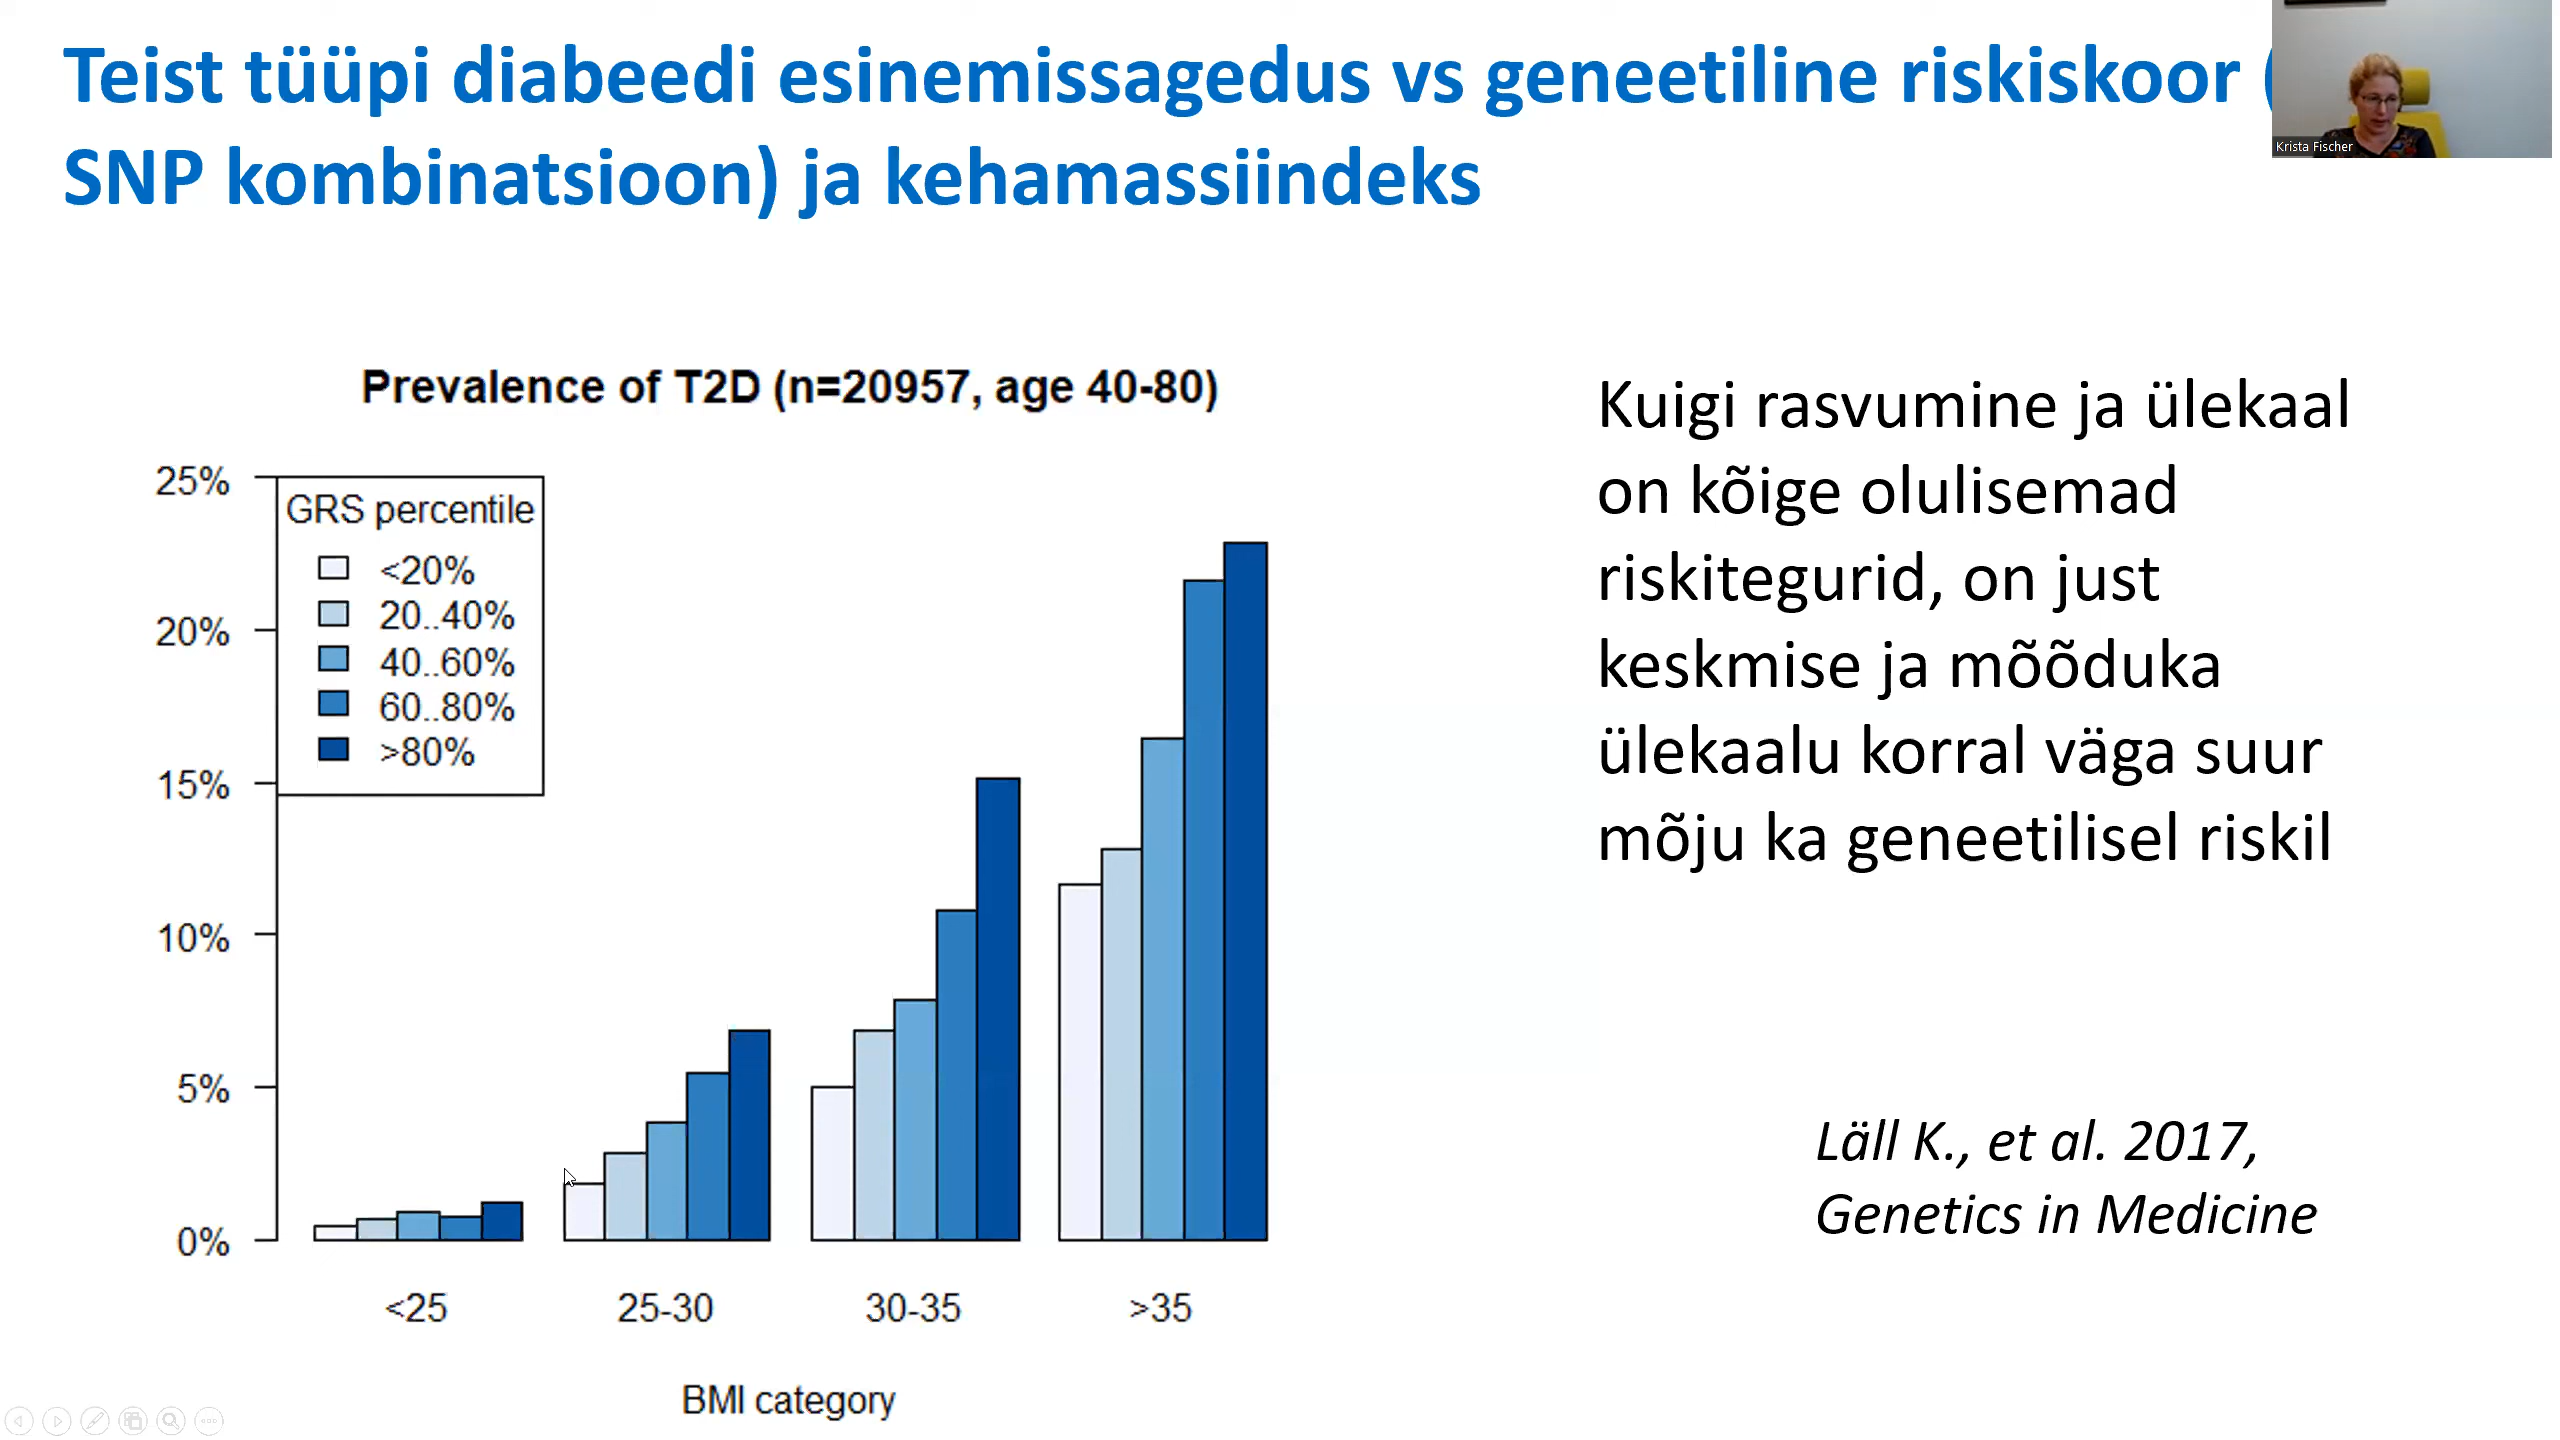 Teist tüüpi diabeedi esinemissagedus vs geneetiline riskiskoor (
SNP kombinatsioon) ja kehamassiindeks
Krista Fischer
Prevalence of T2D (n=20957, age 40-80)
25%
20%
15%
10%
5%
0%
GRS percentile
<20%
20..40%
40..60%
60..80%
>80%
<25
25-30
30-35
>35
BMI category
Kuigi rasvumine ja ülekaal
on kõige olulisemad
riskitegurid, on just
keskmise ja mõõduka
ülekaalu korral väga suur
mõju ka geneetilisel riskil
Läll K., et al. 2017,
Genetics in Medicine